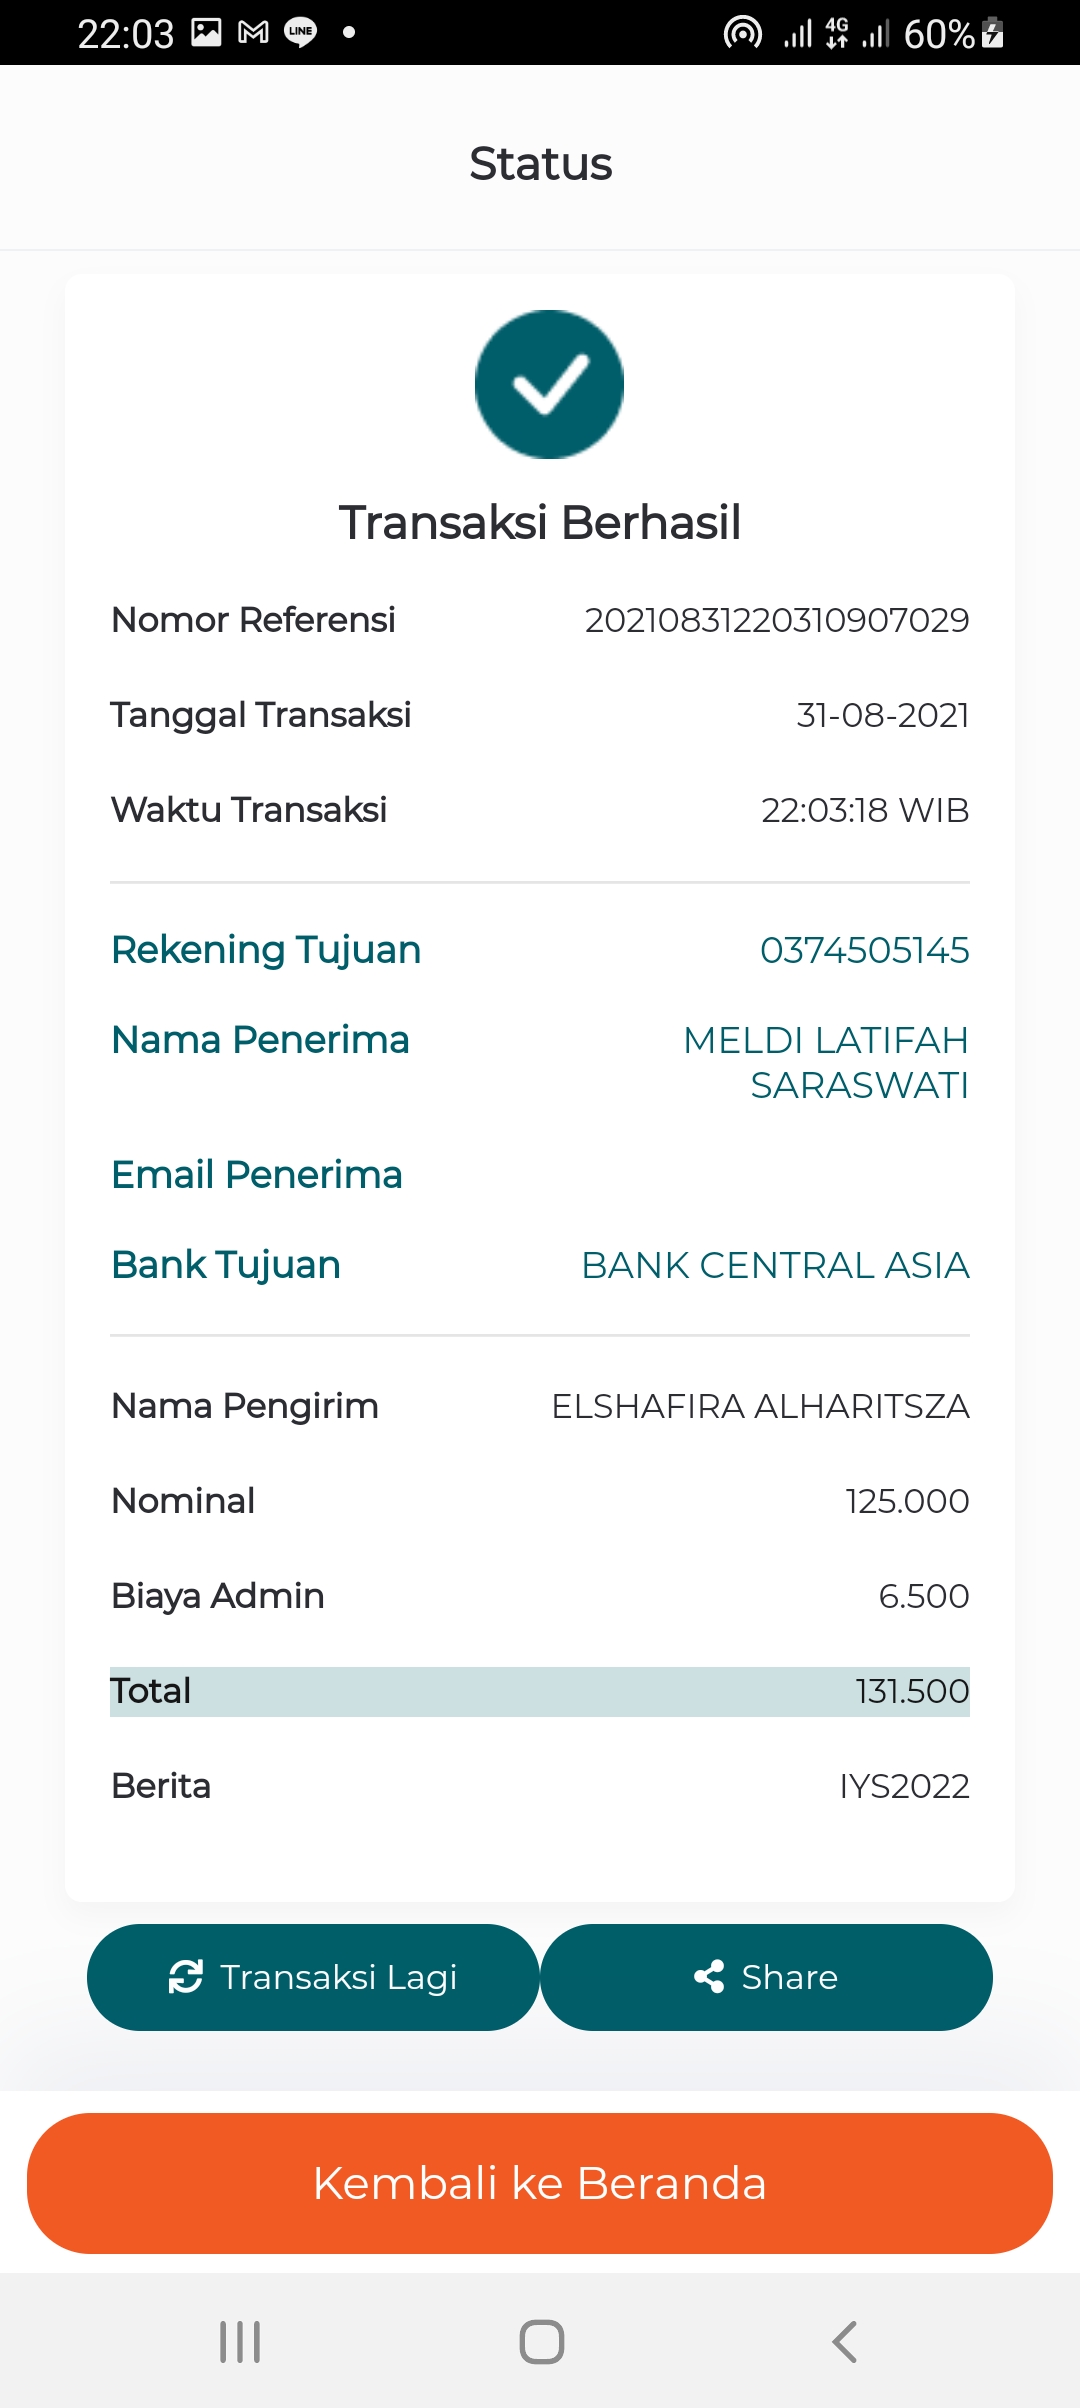 22:03 LINE 4G 60%
Status
Transaksi Berhasil
Nomor Referensi 20210831220310907029
Tanggal Transaksi 31-08-2021
Waktu Transaksi 22:03:18 WIB
Rekening Tujuan 0374505145
Nama Penerima MELDI LATIFAH
SARASWATI
Email Penerima
Bank Tujuan BANK CENTRAL ASIA
Nama Pengirim ELSHAFIRA ALHARITSZA
Nominal 125.000
Biaya Admin 6.500
Total 131.500
Berita IYS2022
Transaksi Lagi Share
Kembali ke Beranda